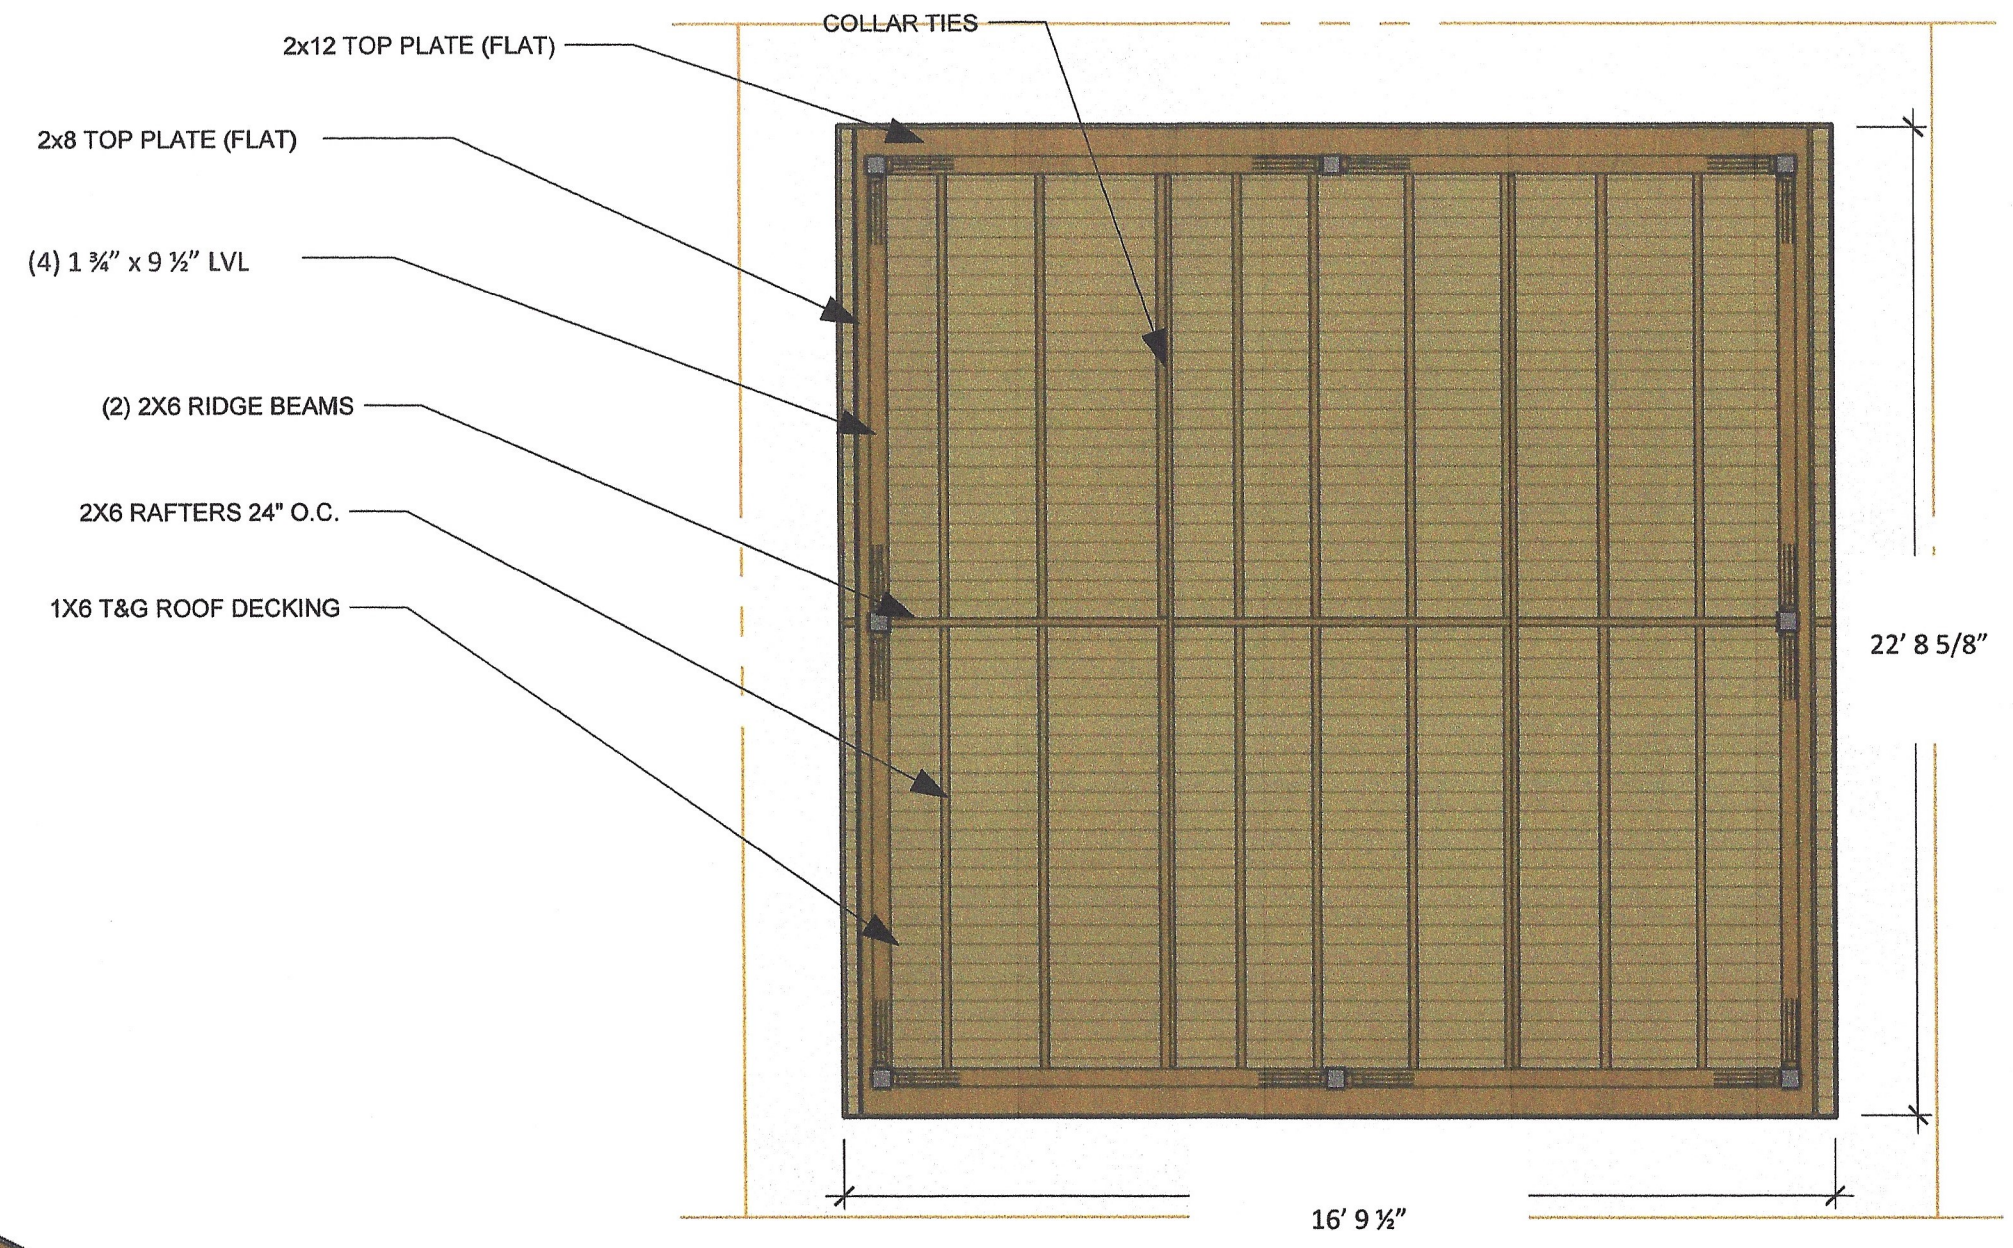 COLLAR TIES
2x12 TOP PLATE (FLAT)
2x8 TOP PLATE (FLAT)
(4) 1 ¾” x 9 ½” LVL
(2) 2X6 RIDGE BEAMS
2X6 RAFTERS 24" O.C.
1X6 T&G ROOF DECKING
22’ 8 5/8”
16’ 9 ½”